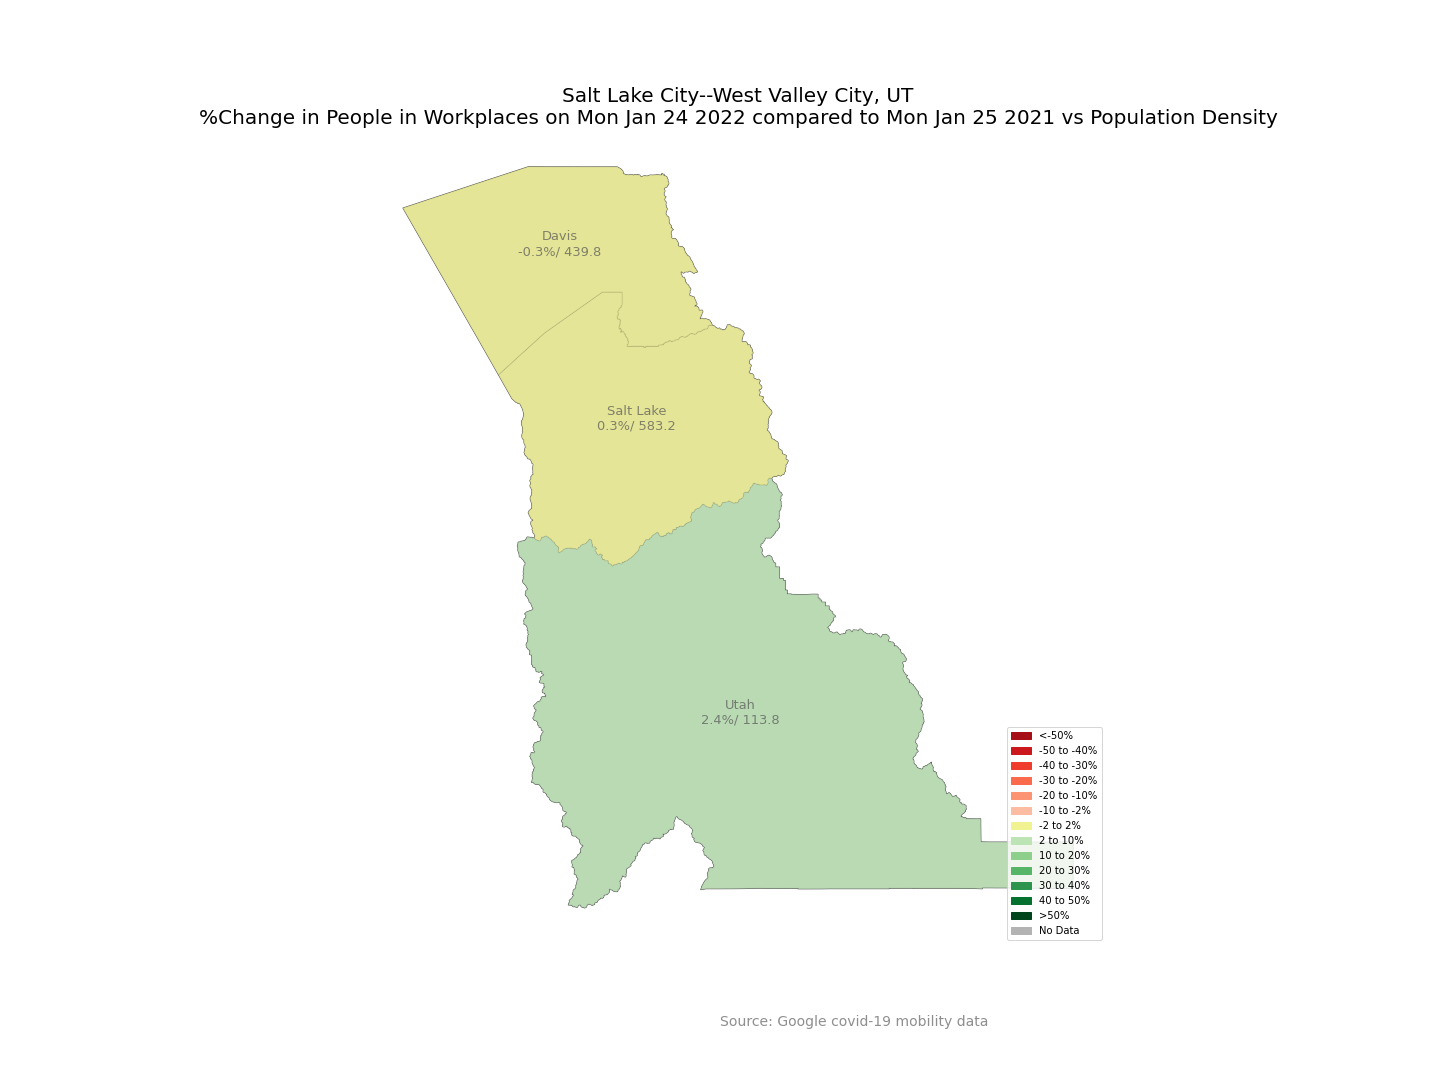 Salt Lake City--West Valley City, UT
%Change in People in Workplaces on Mon Jan 24 2022 compared to Mon Jan 25 2021 vs Population Density
Davis
-0.3%/ 439.8
Salt Lake
0.3%/ 583.2
Utah
2.4%/ 113.8
<-50%
-50 to -40%
-40 to -30%
-30 to -20%
-20 to -10%
-10 to -2%
-2 to 2%
2 to 10%
10 to 20%
20 to 30%
30 to 40%
40 to 50%
>50%
No Data
Source: Google covid-19 mobility data